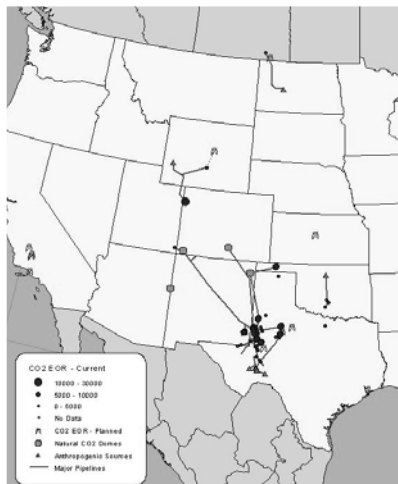 CO2 EOR - Current
10000 - 30000
5000 - 10000
0 - 5000
No Data
CO2 EOR - Planned
Natural CO2 Domes
Anthropogenic Sources
Major Pipelines